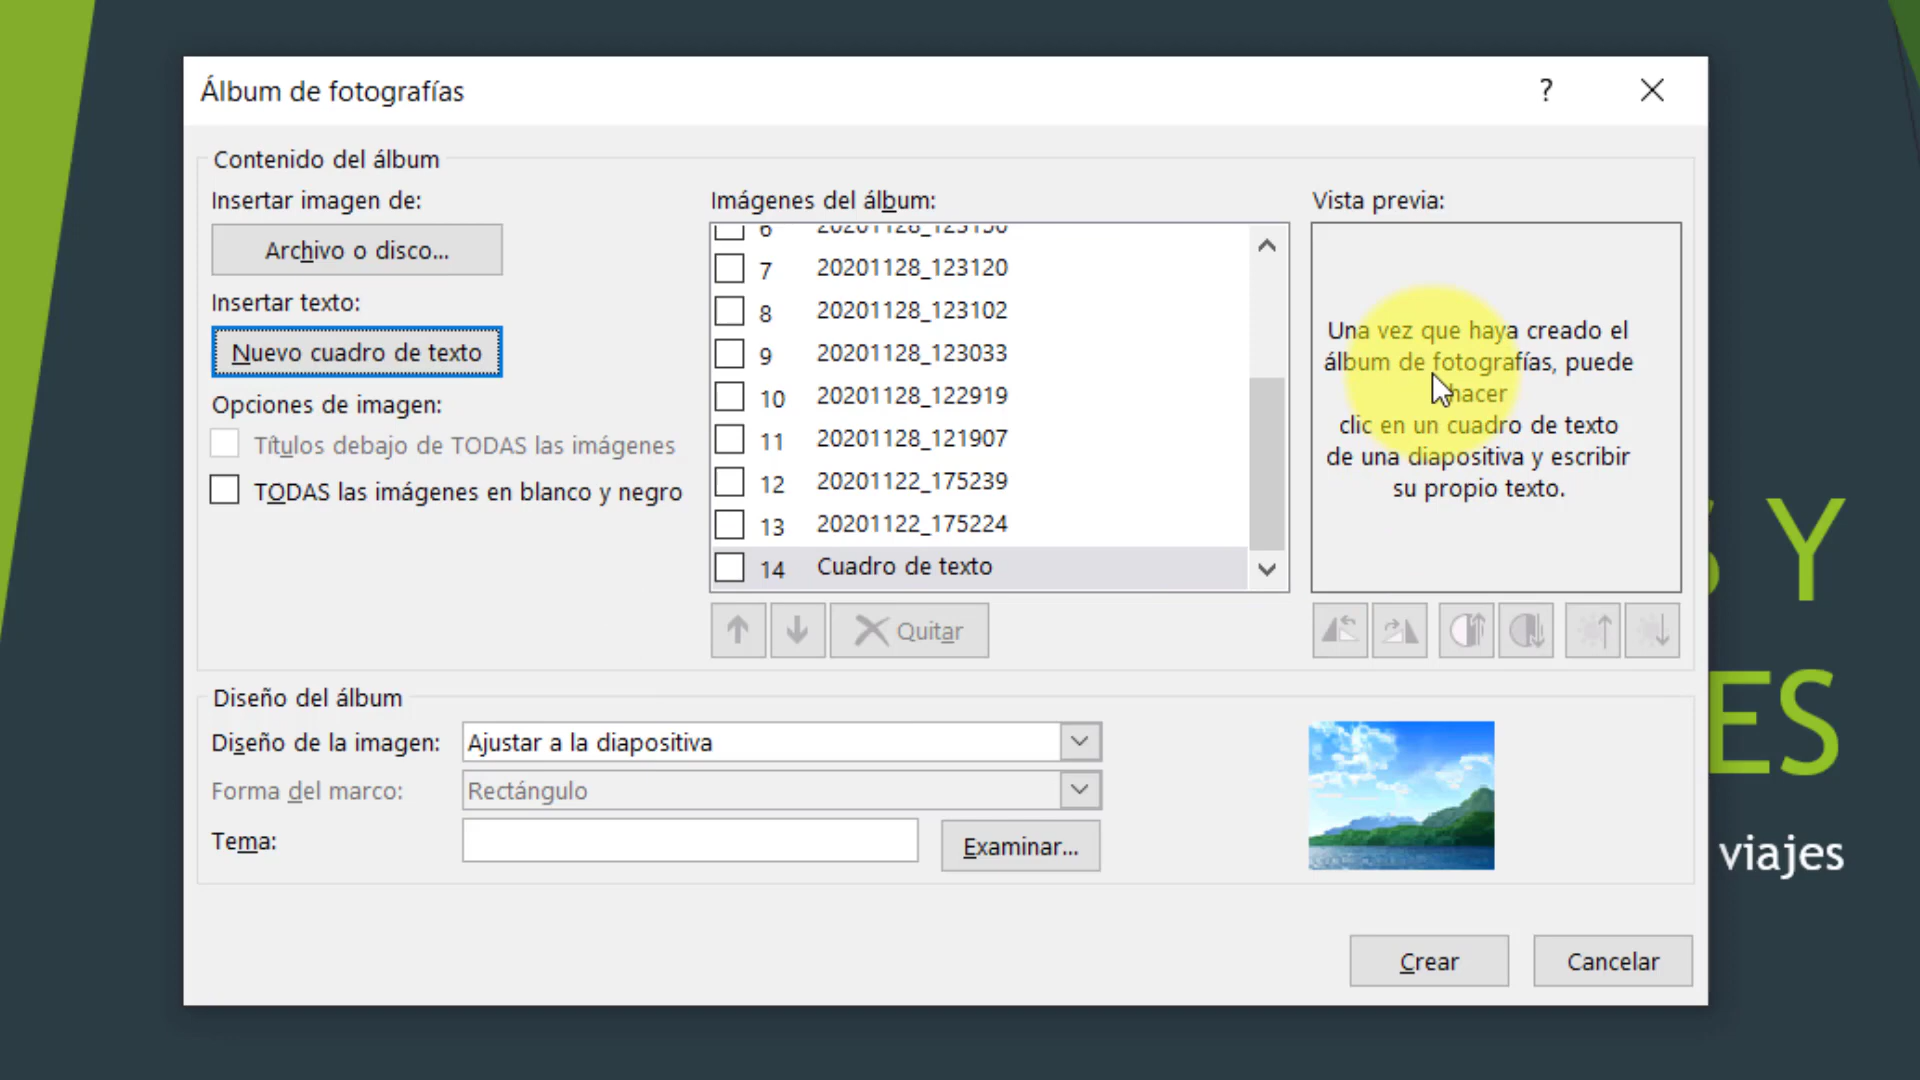 Álbum de fotografías
?
Contenido del álbum
Insertar imagen de:
Archivo o disco...
Insertar texto:
Nuevo cuadro de texto
Opciones de imagen:
Títulos debajo de TODAS las imágenes
TODAS las imágenes en blanco y negro
Imágenes del álbum:
6
7 20201128_123120
8 20201128_123102
9 20201128_123033
10 20201128_122919
11 20201128_121907
12 20201122_175239
13 20201122_175224
14 Cuadro de texto
Quitar
Vista previa:
Una vez que haya creado el
álbum de fotografías, puede
hacer
clic en un cuadro de texto
de una diapositiva y escribir
su propio texto.
Diseño del álbum
Diseño de la imagen: Ajustar a la diapositiva
Forma del marco: Rectángulo
Tema:
Examinar...
Crear
Cancelar
Y
ES
viajes